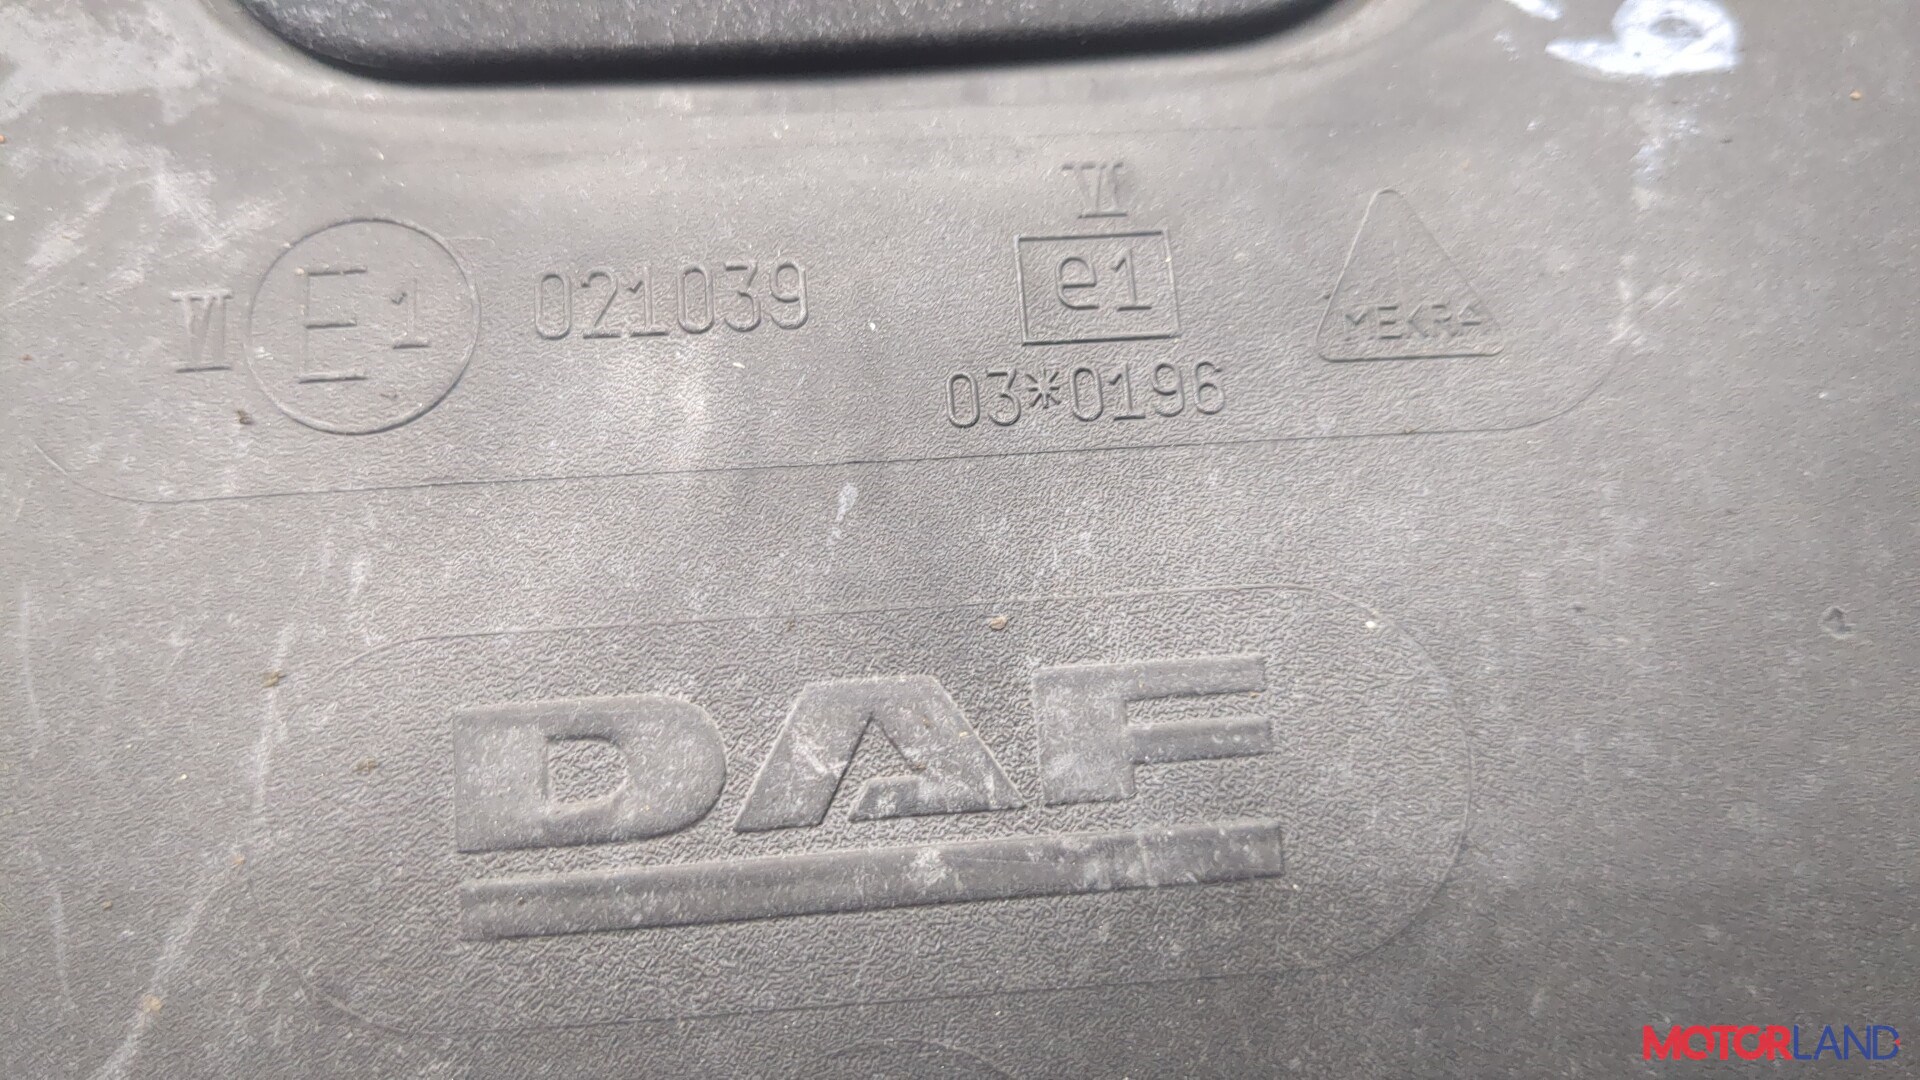 VI E1 021039
VI
e1
03*0196
MEKRA
DAF
MOTORLAND